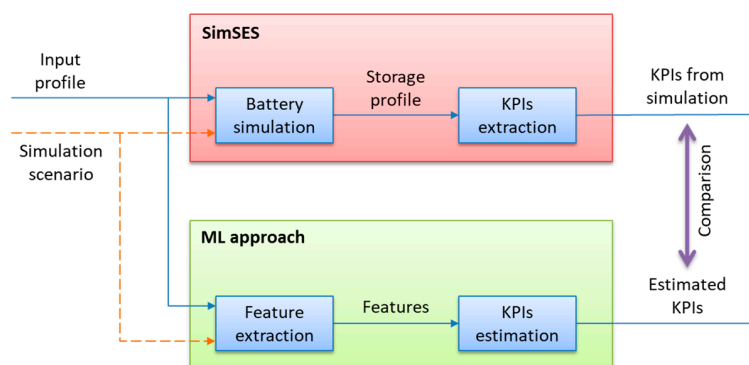 SimSES
Input
profile
Storage
profile
KPIs from
simulation
Battery
simulation
KPIs
extraction
Simulation
scenario
Comparison
ML approach
Feature
extraction
Features
KPIs
estimation
Estimated
KPIs